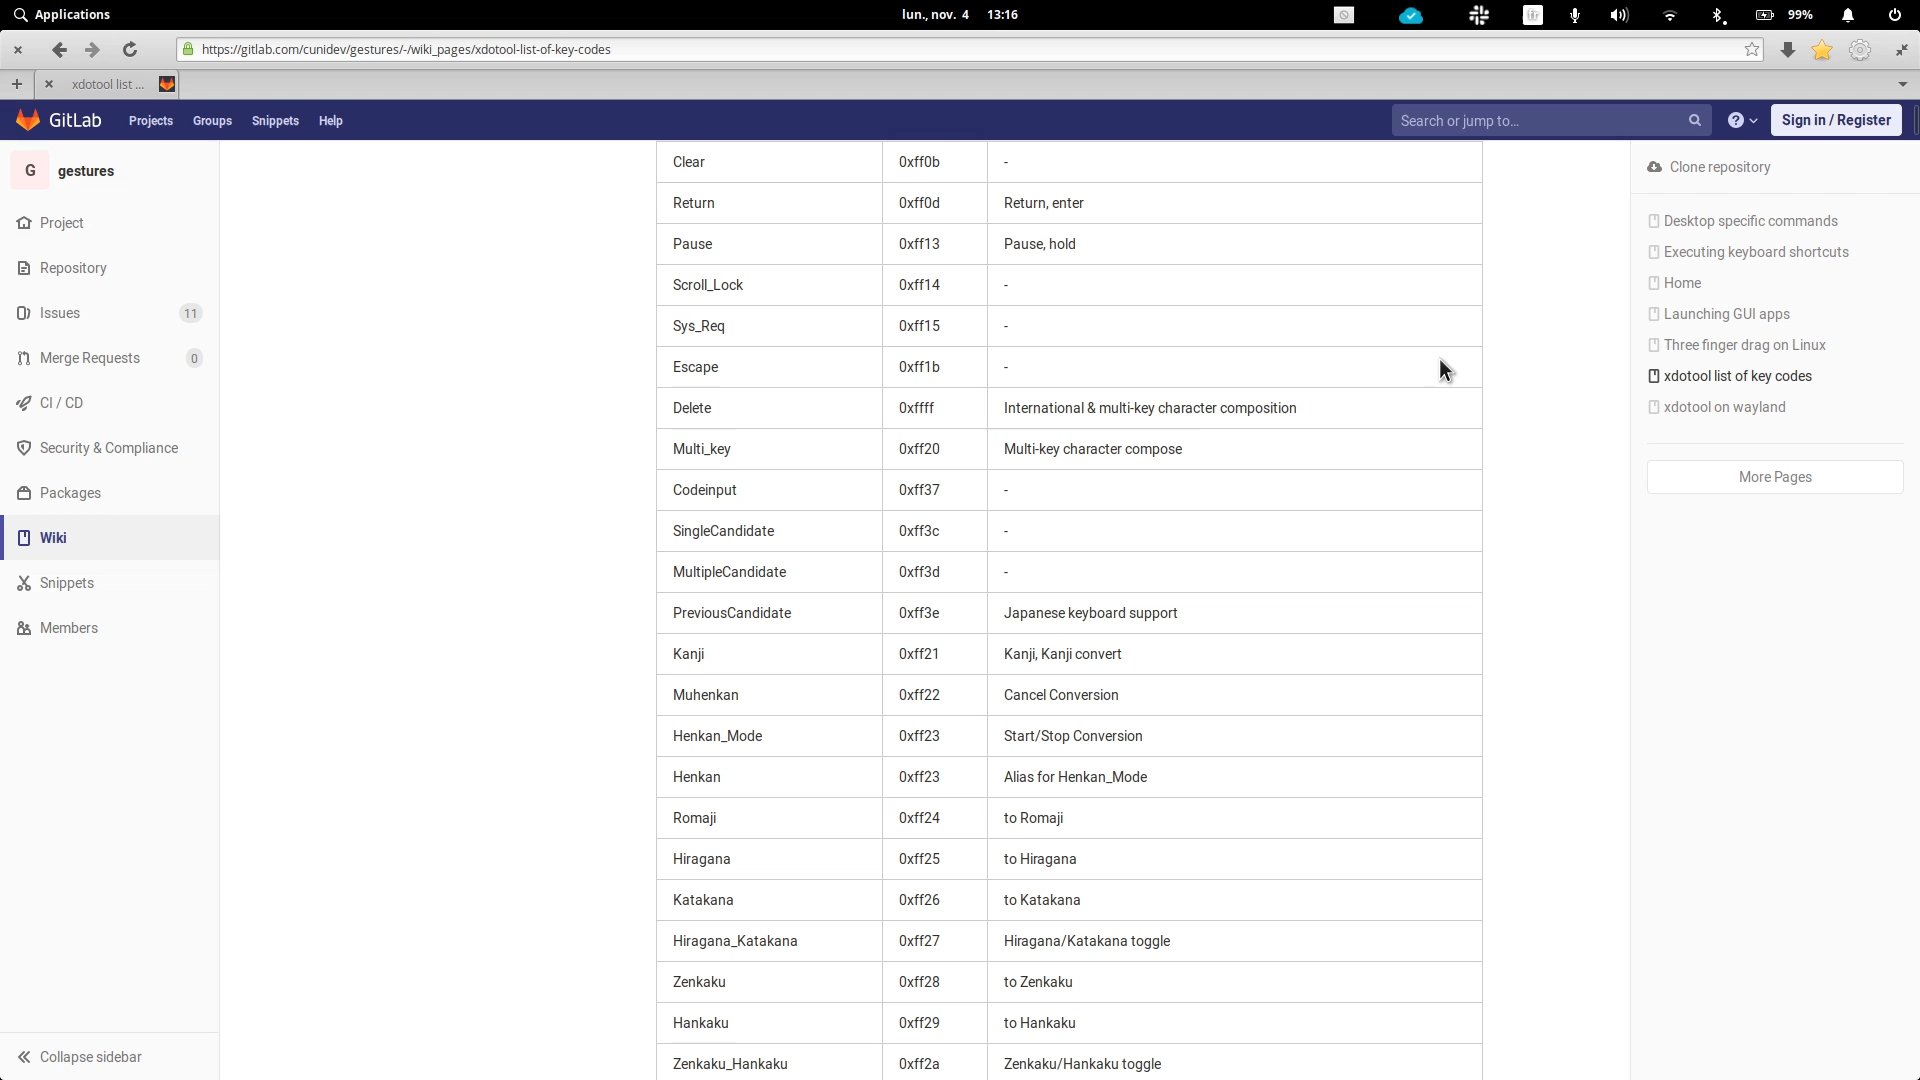 Applications
lun., nov. 4 13:16
fr
99%
https://gitlab.com/cunidev/gestures/-/wiki_pages/xdotool-list-of-key-codes
xdotool list ...
GitLab Projects Groups Snippets Help
Search or jump to...
Sign in / Register
G gestures
Project
Repository
Issues 11
Merge Requests 0
CI / CD
Security & Compliance
Packages
Wiki
Snippets
Members
Collapse sidebar
Clear 0xff0b -
Return 0xff0d Return, enter
Pause 0xff13 Pause, hold
Scroll_Lock 0xff14 -
Sys_Req 0xff15 -
Escape 0xff1b -
Delete 0xffff International & multi-key character composition
Multi_key 0xff20 Multi-key character compose
Codeinput 0xff37 -
SingleCandidate 0xff3c -
MultipleCandidate 0xff3d -
PreviousCandidate 0xff3e Japanese keyboard support
Kanji 0xff21 Kanji, Kanji convert
Muhenkan 0xff22 Cancel Conversion
Henkan_Mode 0xff23 Start/Stop Conversion
Henkan 0xff23 Alias for Henkan_Mode
Romaji 0xff24 to Romaji
Hiragana 0xff25 to Hiragana
Katakana 0xff26 to Katakana
Hiragana_Katakana 0xff27 Hiragana/Katakana toggle
Zenkaku 0xff28 to Zenkaku
Hankaku 0xff29 to Hankaku
Zenkaku_Hankaku 0xff2a Zenkaku/Hankaku toggle
Clone repository
Desktop specific commands
Executing keyboard shortcuts
Home
Launching GUI apps
Three finger drag on Linux
xdotool list of key codes
xdotool on wayland
More Pages